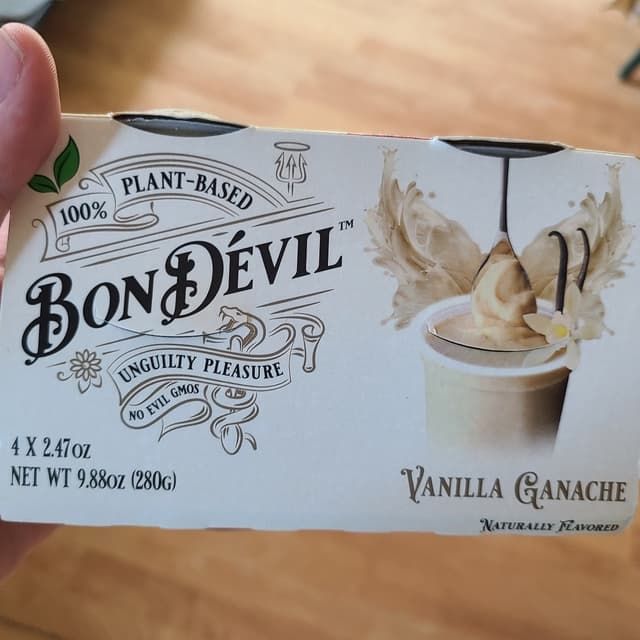 100% PLANT-BASED
BONDÉVIL™
UNGUILTY PLEASURE
NO EVIL GMOS
4 X 2.47oz
NET WT 9.88oz (280G)
VANILLA GANACHE
NATURALLY FLAVORED